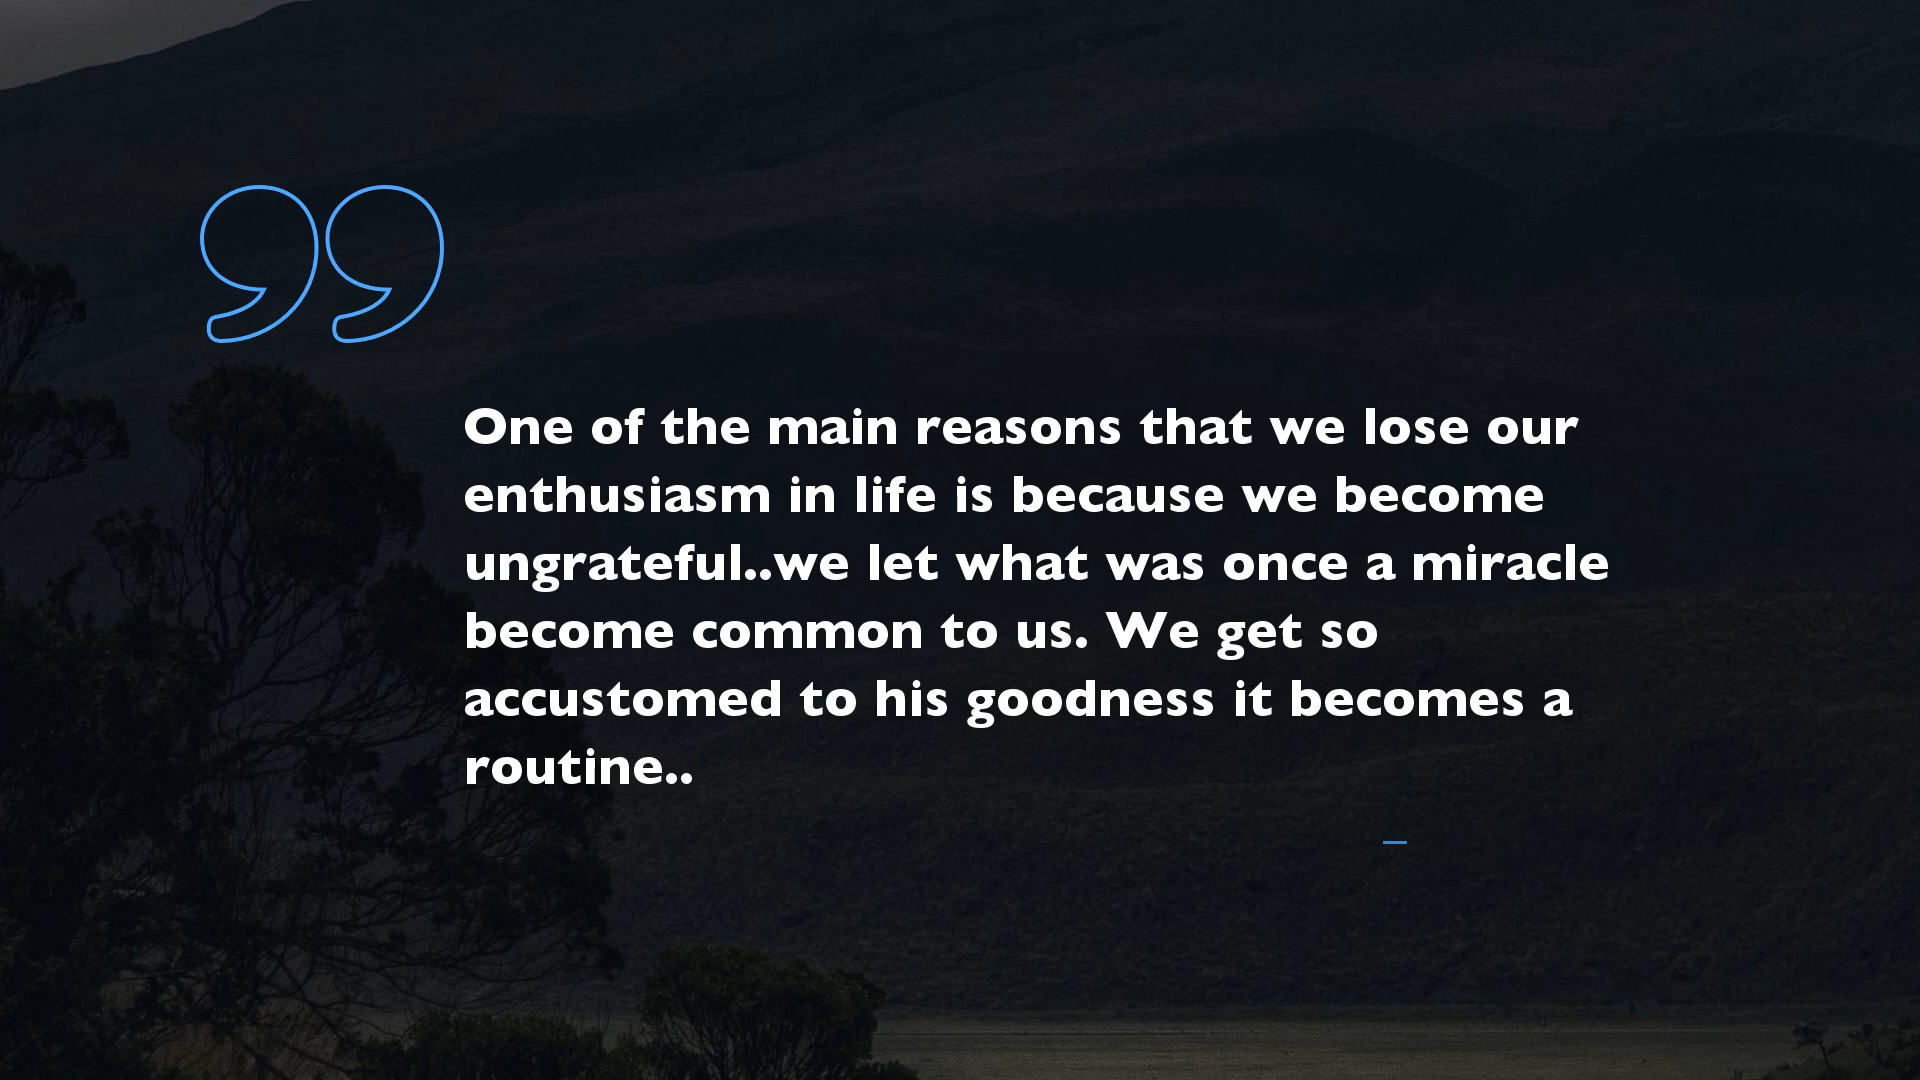 One of the main reasons that we lose our
enthusiasm in life is because we become
ungrateful..we let what was once a miracle
become common to us. We get so
accustomed to his goodness it becomes a
routine..